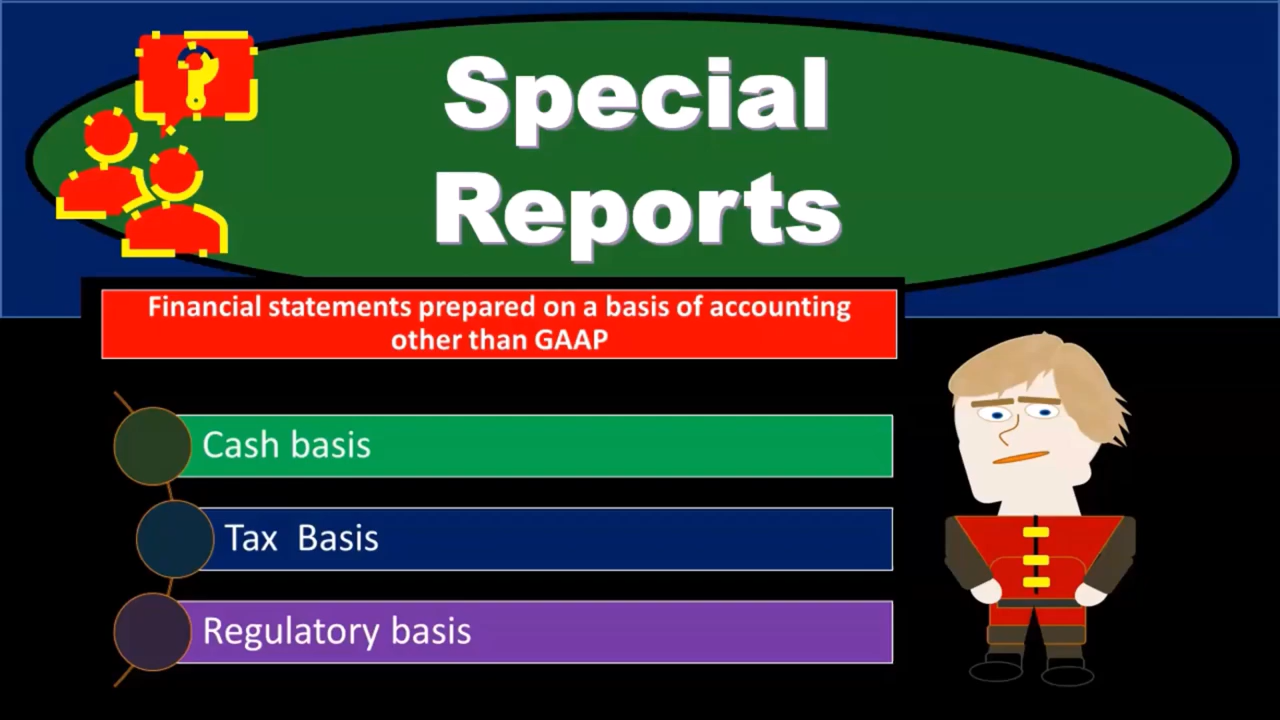 Special
Reports
Financial statements prepared on a basis of accounting
other than GAAP
Cash basis
Tax  Basis
Regulatory basis